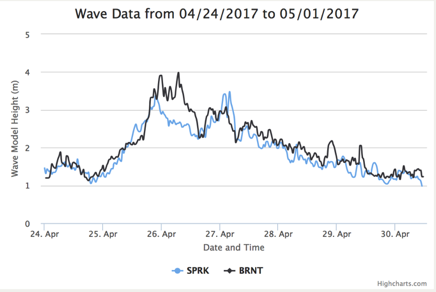 Wave Data from 04/24/2017 to 05/01/2017
5
4
3
2
1
0
Wave Model Height (m)
24. Apr 25. Apr 26. Apr 27. Apr 28. Apr 29. Apr 30. Apr
Date and Time
SPRK BRNT
Highcharts.com